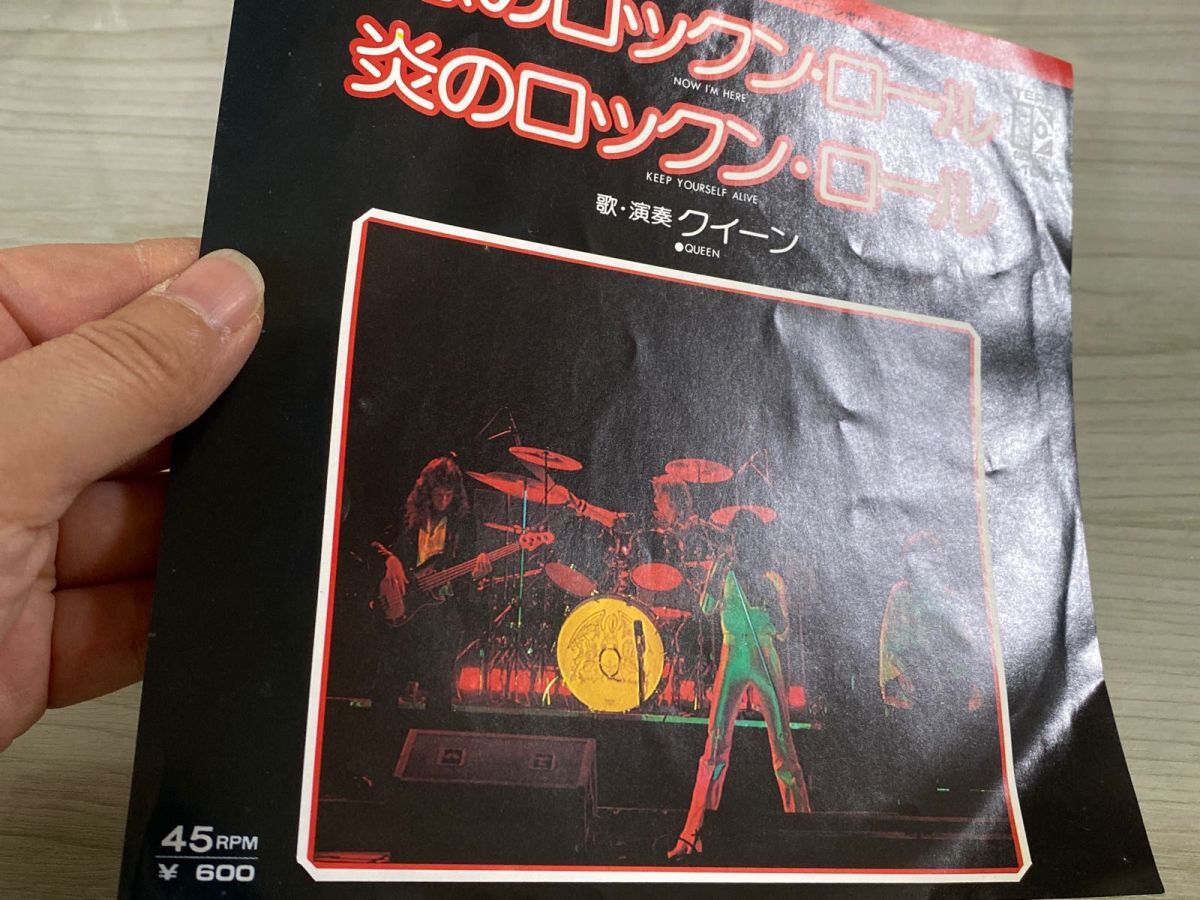 のロックン・ロール
NOW I'M HERE
炎のロックン・ロール
KEEP YOURSELF ALIVE
歌・演奏 クイーン
●QUEEN
45RPM
¥ 600